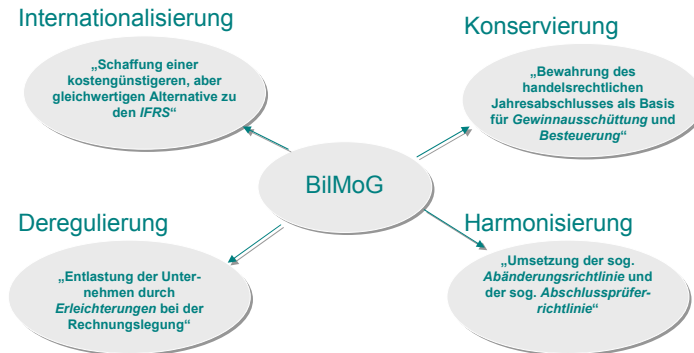 Internationalisierung
„Schaffung einer
kostengünstigeren, aber
gleichwertigen Alternative zu
den IFRS“
Konservierung
„Bewahrung des
handelsrechtlichen
Jahresabschlusses als Basis
für Gewinnausschüttung und
Besteuerung“
BilMoG
Deregulierung
„Entlastung der Unter-
nehmen durch
Erleichterungen bei der
Rechnungslegung“
Harmonisierung
„Umsetzung der sog.
Abänderungsrichtlinie und
der sog. Abschlussprüfer-
richtlinie“